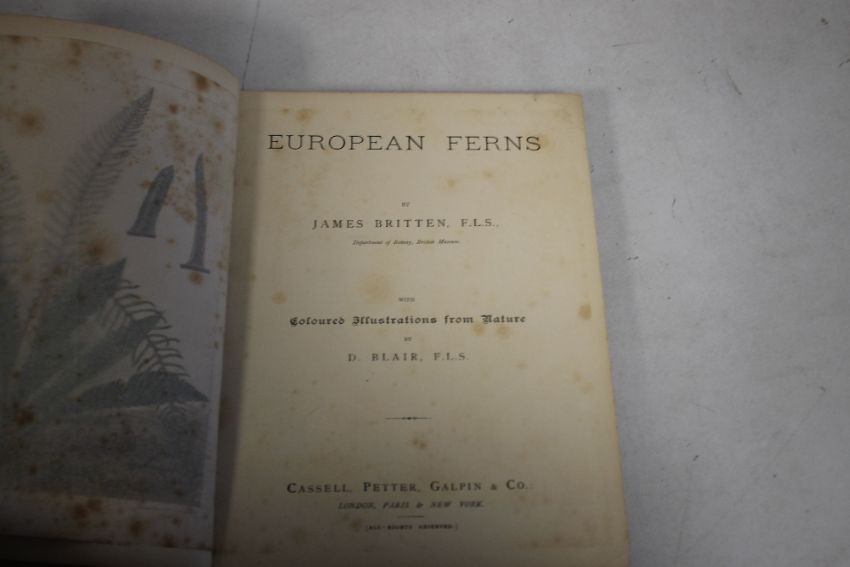 EUROPEAN FERNS
BY
JAMES BRITTEN, F.L.S.,
Department of Botany, British Museum.
WITH
Coloured Illustrations from Nature
BY
D. BLAIR, F.L.S.
CASSELL, PETTER, GALPIN & CO.:
LONDON, PARIS & NEW YORK.
[ALL RIGHTS RESERVED.]